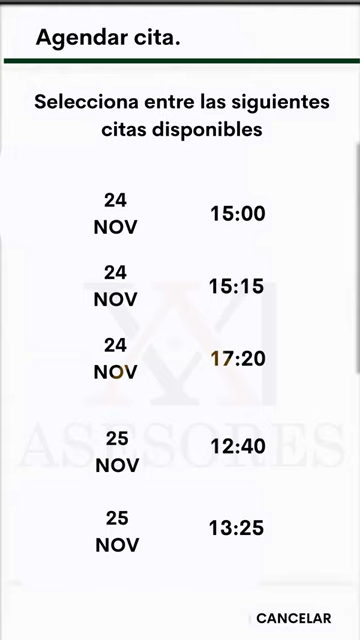 Agendar cita.
Selecciona entre las siguientes
citas disponibles
24
NOV
15:00
24
NOV
15:15
24
NOV
17:20
ASESORES
25
NOV
12:40
25
NOV
13:25
CANCELAR